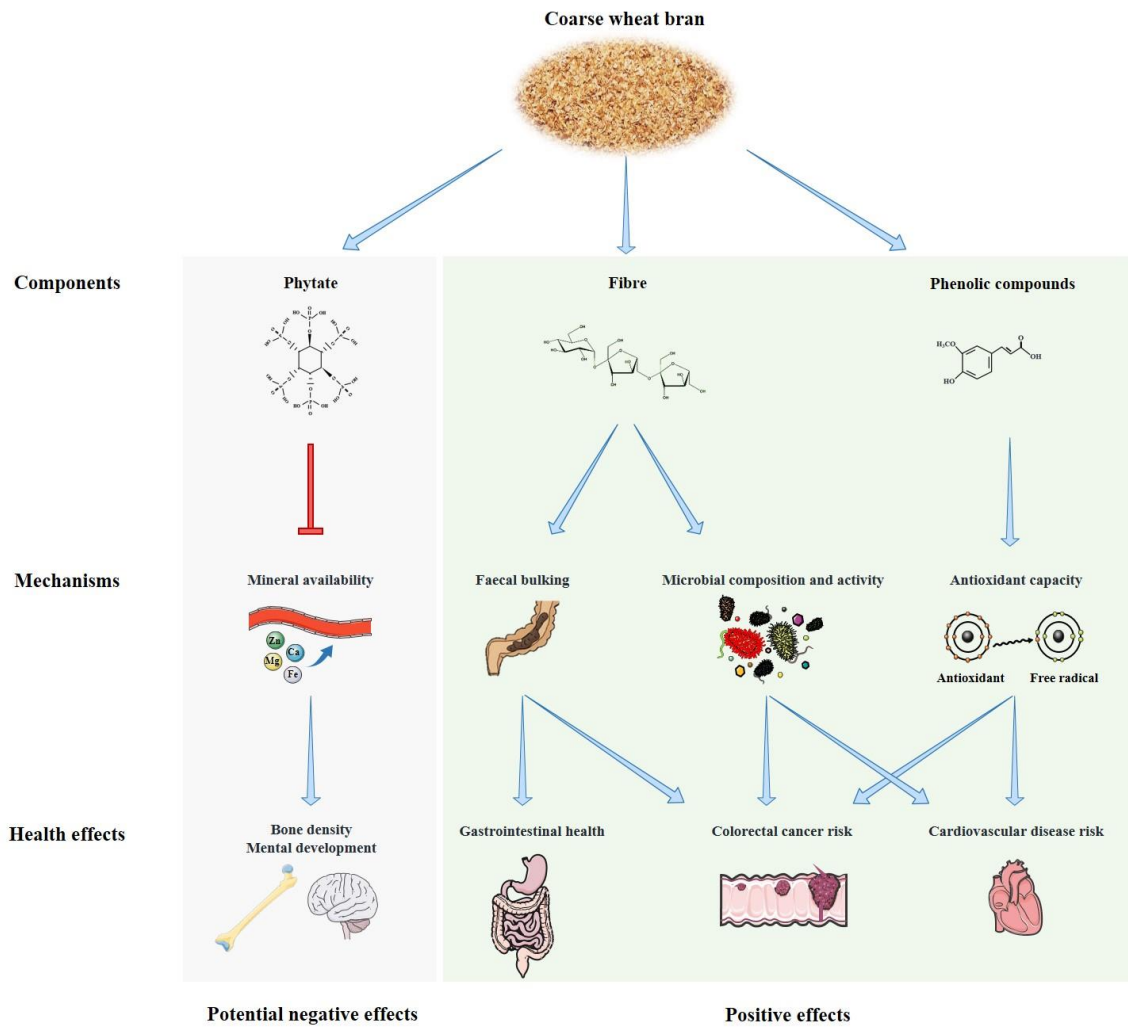 Coarse wheat bran
Components
Phytate
Fibre
Phenolic compounds
Mechanisms
Mineral availability
Faecal bulking
Microbial composition and activity
Antioxidant capacity
Zn
Ca
Mg
Fe
Antioxidant
Free radical
Health effects
Bone density
Mental development
Gastrointestinal health
Colorectal cancer risk
Cardiovascular disease risk
Potential negative effects
Positive effects
H₃CO
O
OH
HO